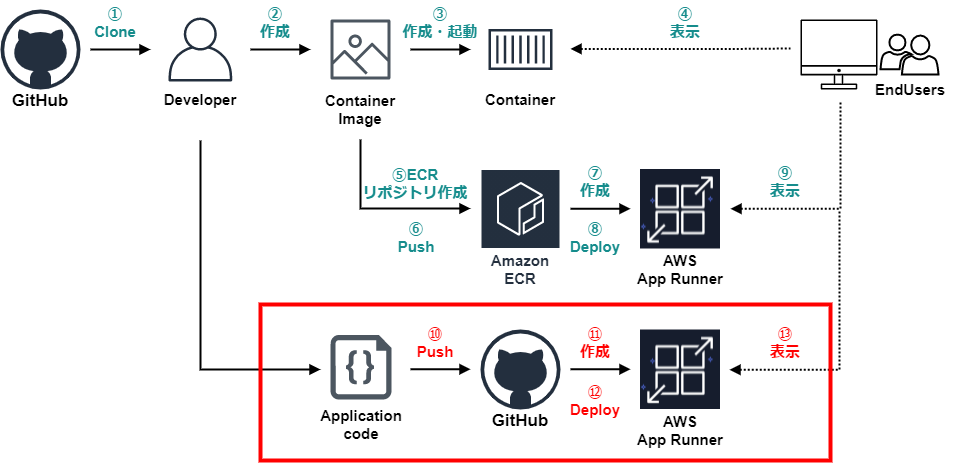 ①
Clone
②
作成
③
作成・起動
④
表示
GitHub
Developer
Container
Image
Container
EndUsers
⑤ECR
リポジトリ作成
⑥
Push
⑦
作成
⑧
Deploy
⑨
表示
Amazon
ECR
AWS
App Runner
⑩
Push
⑪
作成
⑫
Deploy
⑬
表示
Application
code
GitHub
AWS
App Runner